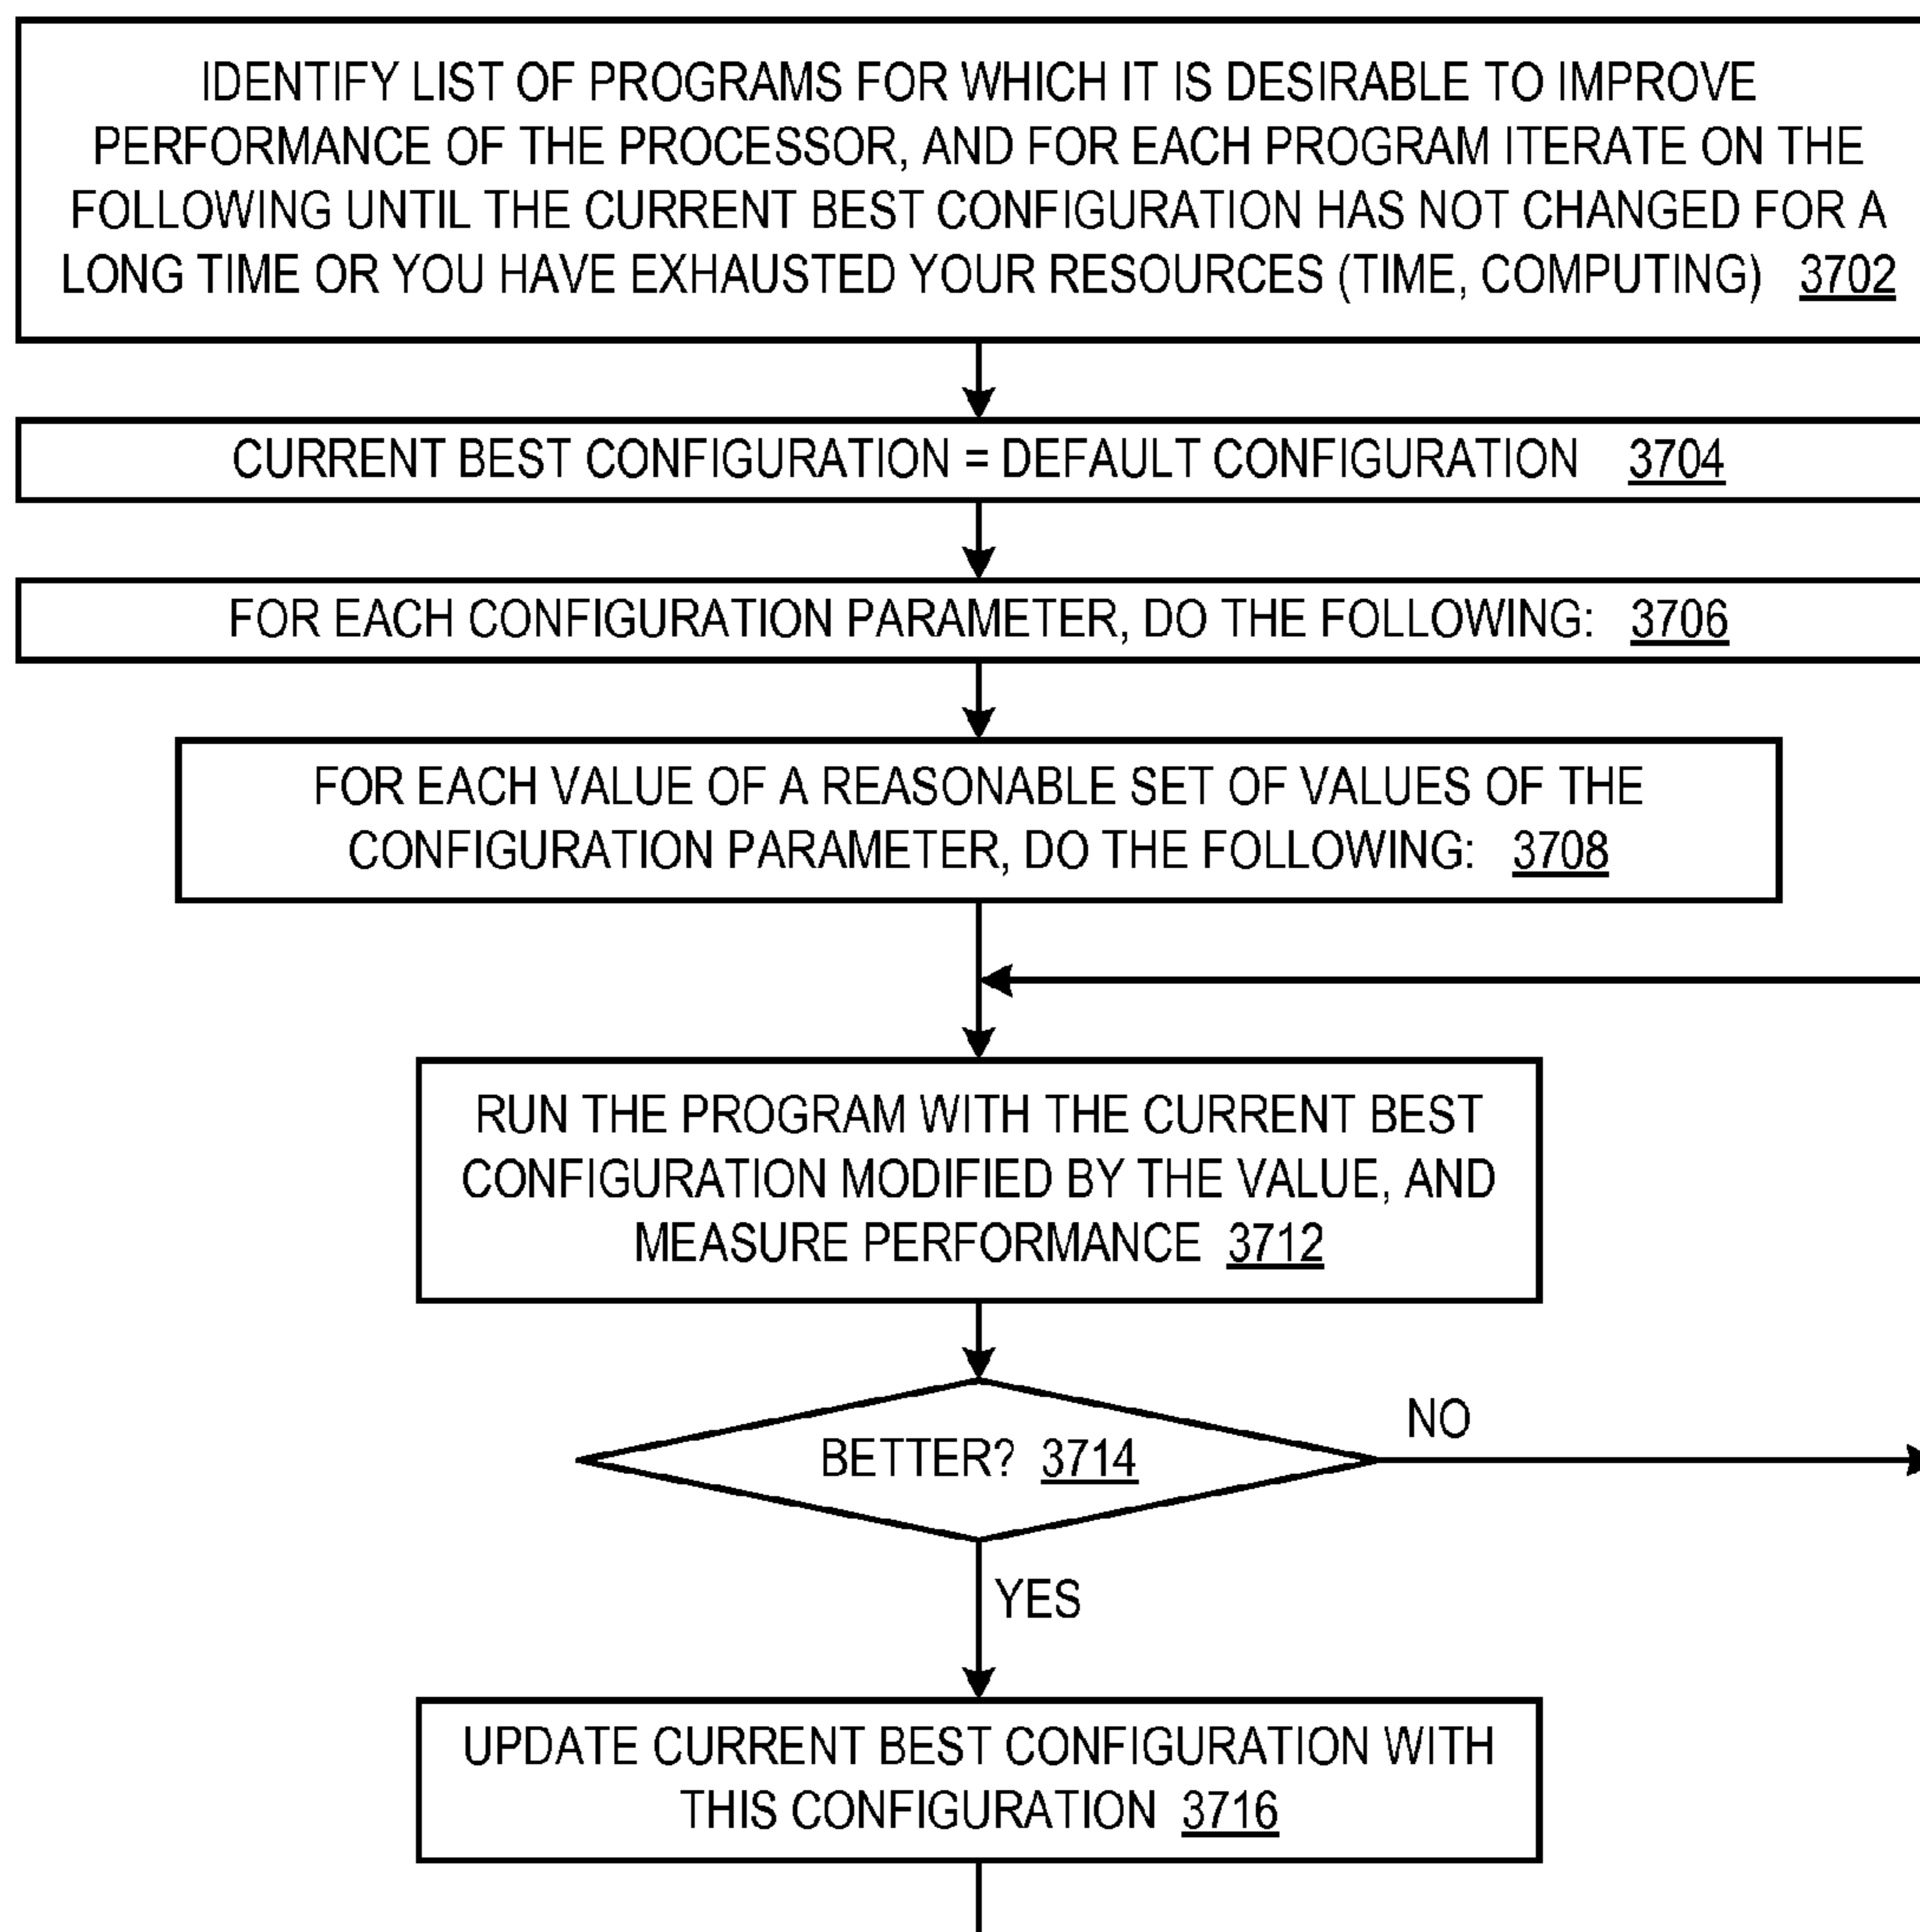 IDENTIFY LIST OF PROGRAMS FOR WHICH IT IS DESIRABLE TO IMPROVE
PERFORMANCE OF THE PROCESSOR, AND FOR EACH PROGRAM ITERATE ON THE
FOLLOWING UNTIL THE CURRENT BEST CONFIGURATION HAS NOT CHANGED FOR A
LONG TIME OR YOU HAVE EXHAUSTED YOUR RESOURCES (TIME, COMPUTING) 3702
CURRENT BEST CONFIGURATION = DEFAULT CONFIGURATION 3704
FOR EACH CONFIGURATION PARAMETER, DO THE FOLLOWING: 3706
FOR EACH VALUE OF A REASONABLE SET OF VALUES OF THE
CONFIGURATION PARAMETER, DO THE FOLLOWING: 3708
RUN THE PROGRAM WITH THE CURRENT BEST
CONFIGURATION MODIFIED BY THE VALUE, AND
MEASURE PERFORMANCE 3712
BETTER? 3714
NO
YES
UPDATE CURRENT BEST CONFIGURATION WITH
THIS CONFIGURATION 3716